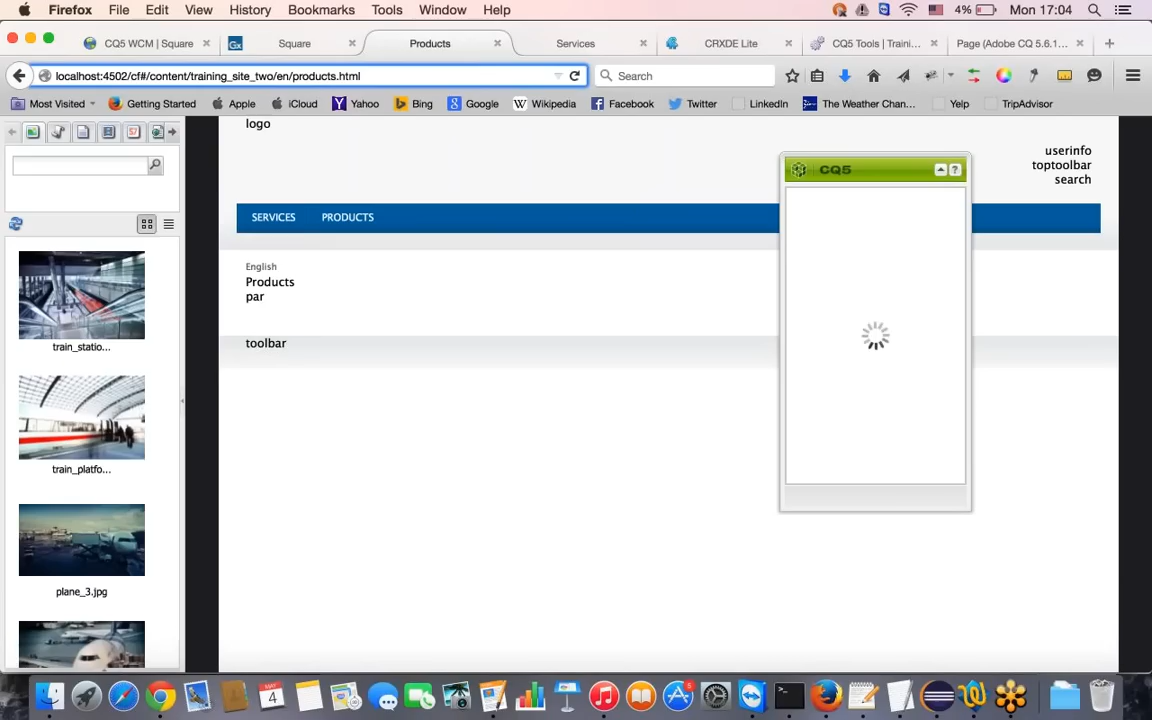 Firefox File Edit View History Bookmarks Tools Window Help 4% Mon 17:04
CQ5 WCM | Square Square Products Services CRXDE Lite CQ5 Tools | Traini... Page (Adobe CQ 5.6.1...
localhost:4502/cf#/content/training_site_two/en/products.html Search
Most Visited Getting Started Apple iCloud Yahoo Bing Google Wikipedia Facebook Twitter LinkedIn The Weather Chan... Yelp TripAdvisor
logo
userinfo
toptoolbar
search
CQ5 ?
SERVICES PRODUCTS
English
Products
par
toolbar
train_statio...
train_platfo...
plane_3.jpg